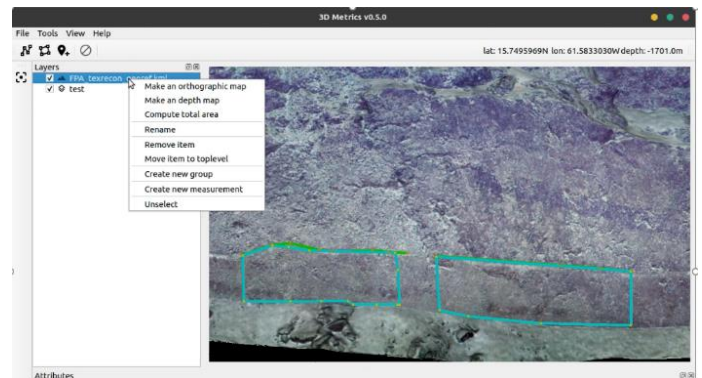 3D Metrics v0.5.0
File Tools View Help
lat: 15.7495969N lon: 61.5833030W depth: -1701.0m
Layers
FPA_texrecon_georef.kml
test
Make an orthographic map
Make an depth map
Compute total area
Rename
Remove item
Move item to toplevel
Create new group
Create new measurement
Unselect
Attributes